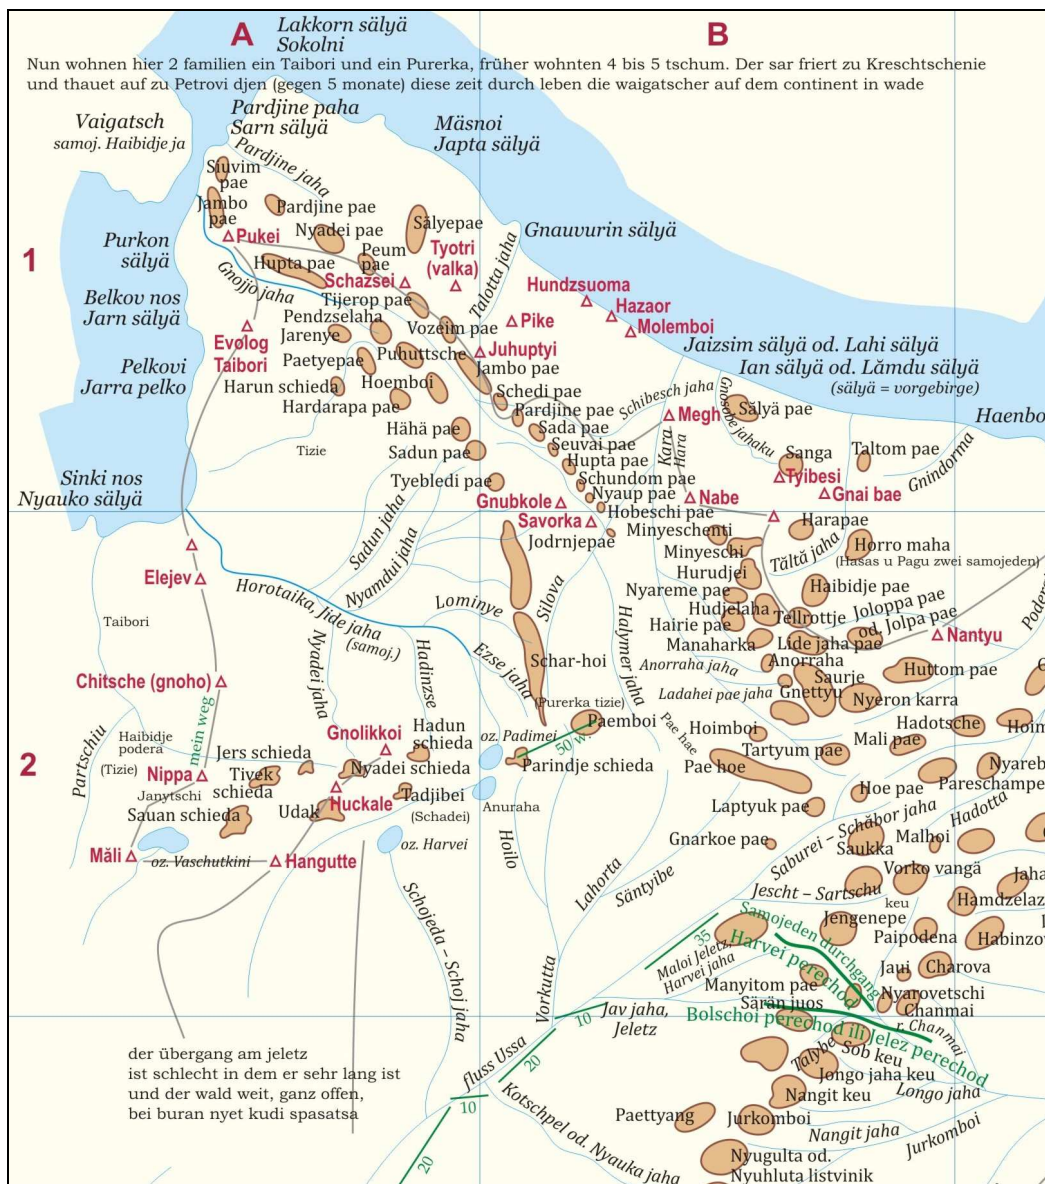 A
B
Lakkorn sälyä
Sokolni
Nun wohnen hier 2 familien ein Taibori und ein Purerka, früher wohnten 4 bis 5 tschum. Der sar friert zu Kreschtschenie
und thauet auf zu Petrovi djen (gegen 5 monate) diese zeit durch leben die waigatscher auf dem continent in wade
Pardjine paha
Sarn sälyä
Vaigatsch
samoj. Haibidje ja
Mäsnoi
Japta sälyä
Pardjine jaha
Siuvim
pae
Jambo
pae
Pardjine pae
Sälyepae
Nyadei pae
Pukei
Purkon
sälyä
Gnauvurin sälyä
Peum
pae
Tyotri
(valka)
1
Hupta pae
Schazsei
Talotta jaha
Gnojjo jaha
Hundzsuoma
Belkov nos
Jarn sälyä
Tijerop pae
Hazaor
Pendzselaha
Pike
Molemboi
Evølog
Taibori
Jarenye
Vozeim pae
Jaizsim sälyä od. Lahi sälyä
Ian sälyä od. Lămdu sälyä
(sälyä = vorgebirge)
Pelkovi
Jarra pelko
Paetyepae
Puhuttsche
Juhuptyi
Jambo pae
Harun schieda
Hoemboi
Schedi pae
Schibesch jaha
Gnosobe jahaku
Hardarapa pae
Pardjine pae
Megh
Sălyä pae
Haenbo
Hähä pae
Sada pae
Seuvai pae
Kara
Hara
Tizie
Sadun pae
Hupta pae
Sanga
Taltom pae
Gnindorma
Sinki nos
Nyauko sälyä
Tyebledi pae
Schundom pae
Tyibesi
Gnubkole
Nyaup pae
Nabe
Gnai bae
Savorka
Hobeschi pae
Sadun jaha
Nyamdui jaha
Jodrnjepae
Minyeschenti
Harapae
Minyeschi
Tältă jaha
Horro maha
(Hasas u Pagu zwei samojeden)
Elejev
Hurudjei
Horotaika, Jide jaha
(samoj.)
Silova
Nyareme pae
Haibidje pae
Lominye
Hudjelaha
Joloppa pae
od. Jolpa pae
Taibori
Halymer jaha
Hairie pae
Tellrottje
Nantyu
Manaharka
Lide jaha pae
Nyadei jaha
Hadinzse
Ezse jaha
Schar-hoi
Anorraha jaha
Anorraha
Saurje
Huttom pae
Chitsche (gnoho)
Ladahei pae jaha
Gnettyu
(Purerka tizie)
Nyeron karra
mein weg
Partschiu
Gnolikkoi
Hadun
schieda
Paemboi
Pae hae
Hoimboi
Hadotsche
Haibidje
podera
(Tizie)
oz. Padimei
50 w.
Mali pae
Tartyum pae
2
Jers schieda
Nyadei schieda
Parindje schieda
Pae hoe
Nippa
Tivek
schieda
Janytschi
Huckale
Tadjibei
(Schadei)
Anuraha
Hoe pae
Pareschampe
Sauan schieda
Udak
Laptyuk pae
Saburei – Schăbor jaha
Hadotta
Măli
oz. Vaschutkini
Hangutte
oz. Harvei
Hoilo
Gnarkoe pae
Saukka
Malhoi
Lahorta
Säntyibe
Vorko vangä
Jescht – Sartschu
keu
Hamdzelaz
Schojeda – Schoj jaha
Samojeden durchgang
Jengenepe
Paipodena
Habinzo
35
Harvei perechod
Maloi Jeletz,
Harvei jaha
Jaui
Charova
Vorkutta
Manyitom pae
Nyarovetschi
Särän juos
Chanmai
Jav jaha,
Jeletz
10
Bolschoi perechod ili Jelez perechod
r. Chanmai
der übergang am jeletz
ist schlecht in dem er sehr lang ist
und der wald weit, ganz offen,
bei buran nyet kudi spasatsa
fluss Ussa
20
Talybe
Sob keu
Jongo jaha keu
Longo jaha
10
Kotschpel od. Nyauka jaha
Nangit keu
Paettyang
Jurkomboi
Nangit jaha
Jurkomboi
20
Nyugulta od.
Nyuhluta listvinik